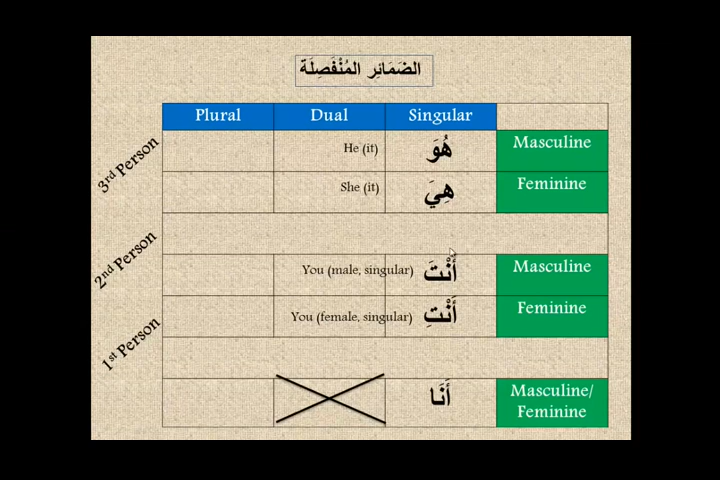 الضَمَائِر المُنْفَصِلَة
Plural Dual Singular
3rd Person
He (it) هُوَ Masculine
She (it) هِيَ Feminine
2nd Person
You (male, singular) أَنْتَ Masculine
You (female, singular) أَنْتِ Feminine
1st Person
أَنَا Masculine/
Feminine